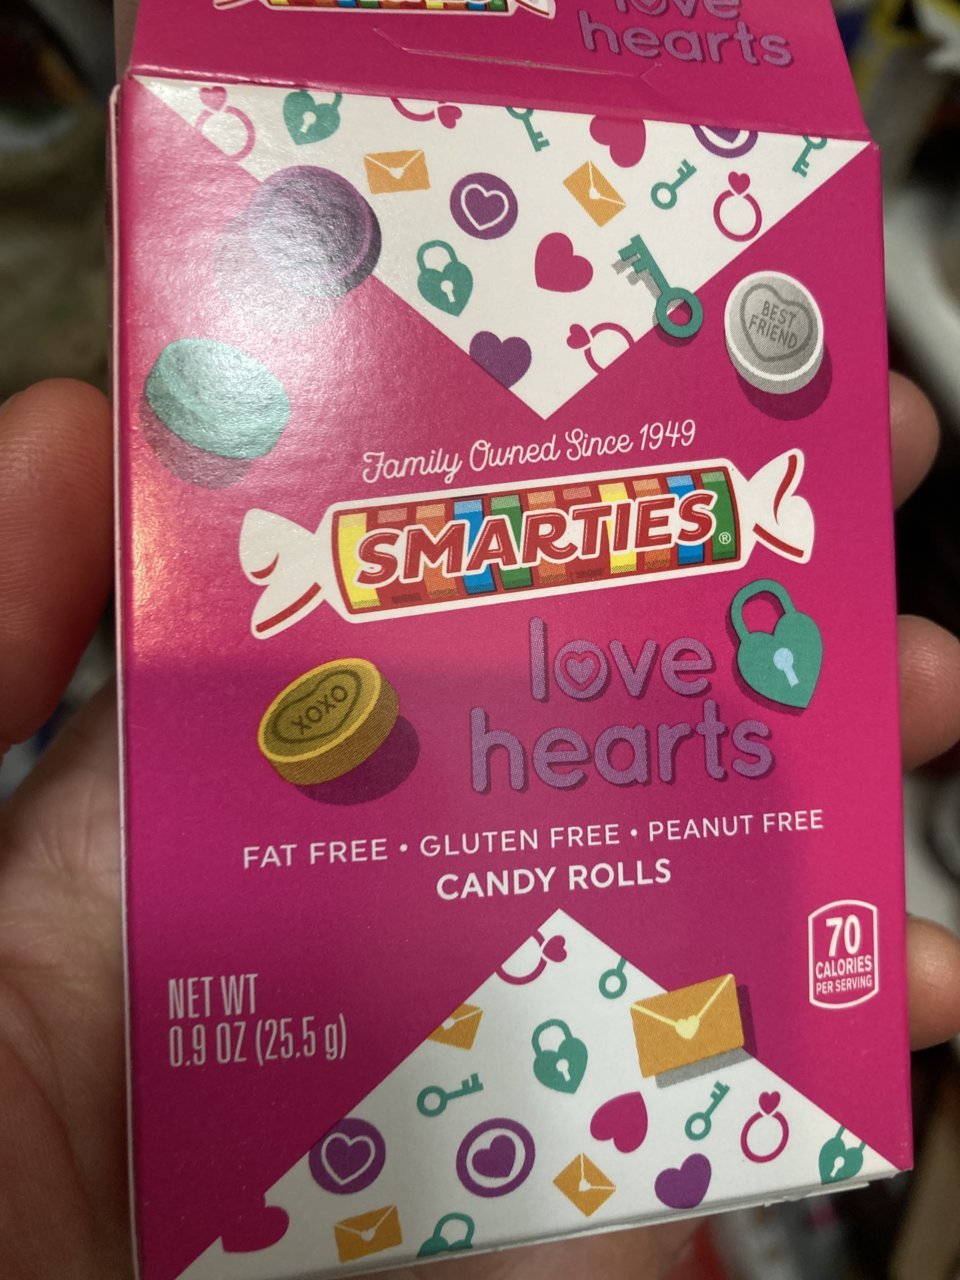 love
hearts
BEST
FRIEND
Family Owned Since 1949
SMARTIES®
love
hearts
XOXO
FAT FREE • GLUTEN FREE • PEANUT FREE
CANDY ROLLS
70
CALORIES
PER SERVING
NET WT
0.9 OZ (25.5 g)